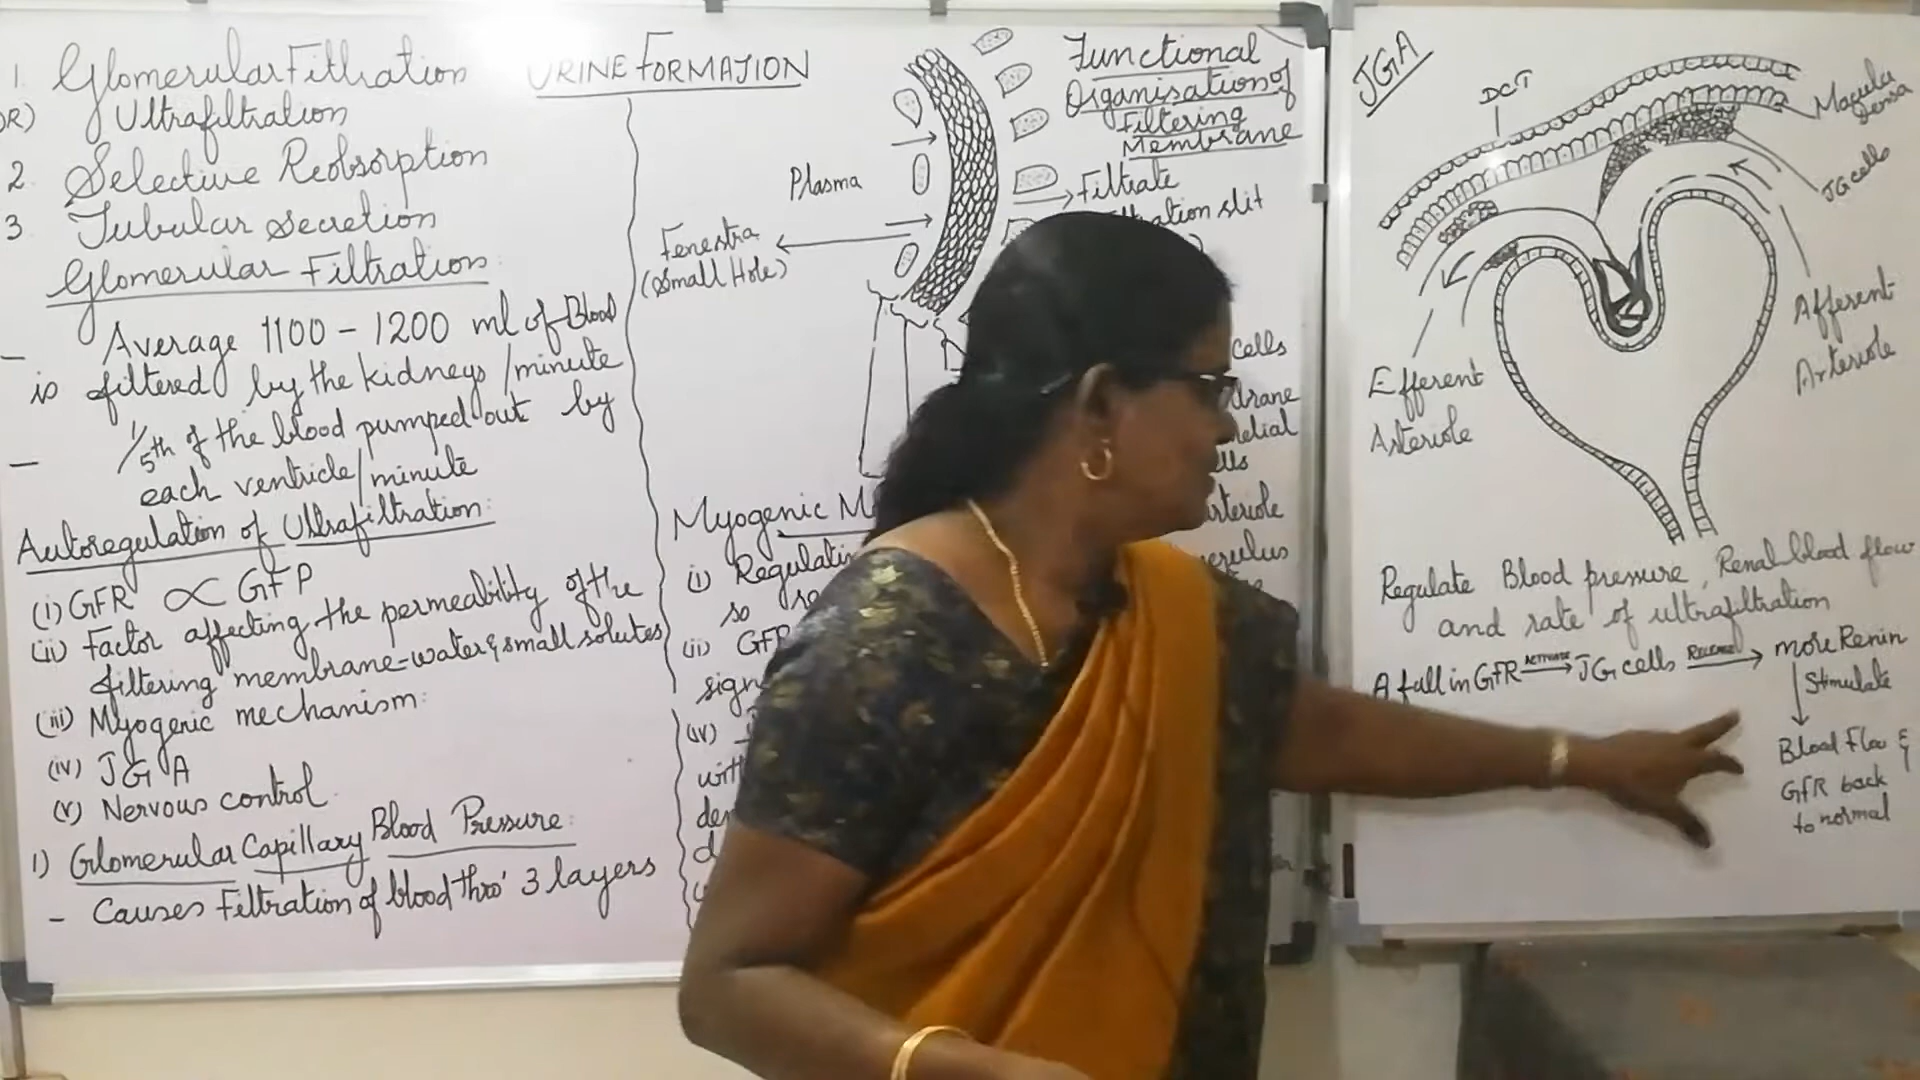 URINE FORMATION
1. Glomerular Filtration
OR) Ultrafiltration
2. Selective Reobsorption
3. Tubular Secretion
Glomerular Filtration:
- Average 1100 - 1200 ml of Blood
is filtered by the kidneys/minute
- 1/5th of the blood pumped out by
each ventricle/minute
Autoregulation of Ultrafiltration:
(i) GFR ∝ GFP
(ii) Factor affecting the permeability of the
filtering membrane-water & small solutes
(iii) Myogenic mechanism:
(iv) JGA
(v) Nervous control
1) Glomerular Capillary Blood Pressure:
- Causes Filtration of blood thro' 3 layers
Functional
Organisation of
Filtering
Membrane
Plasma
Filtrate
slit
Fenestra
(Small Hole)
cells
Myogenic
(i)
so
(ii) GFR
(iv)
JGA
DCT
Macula
densa
JG cells
Afferent
Arteriole
Efferent
Arteriole
Regulate Blood pressure, Renal blood flow
and rate of ultrafiltration
A fall in GFR ACTIVATE → JG cells RELEASE → more Renin
↓ Stimulate
Blood Flow &
GFR back
to normal